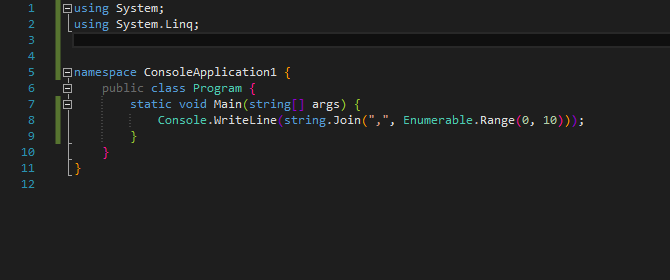 1 using System;
2 using System.Linq;
3
4
5 namespace ConsoleApplication1 {
6     public class Program {
7         static void Main(string[] args) {
8             Console.WriteLine(string.Join(",", Enumerable.Range(0, 10)));
9         }
10     }
11 }
12